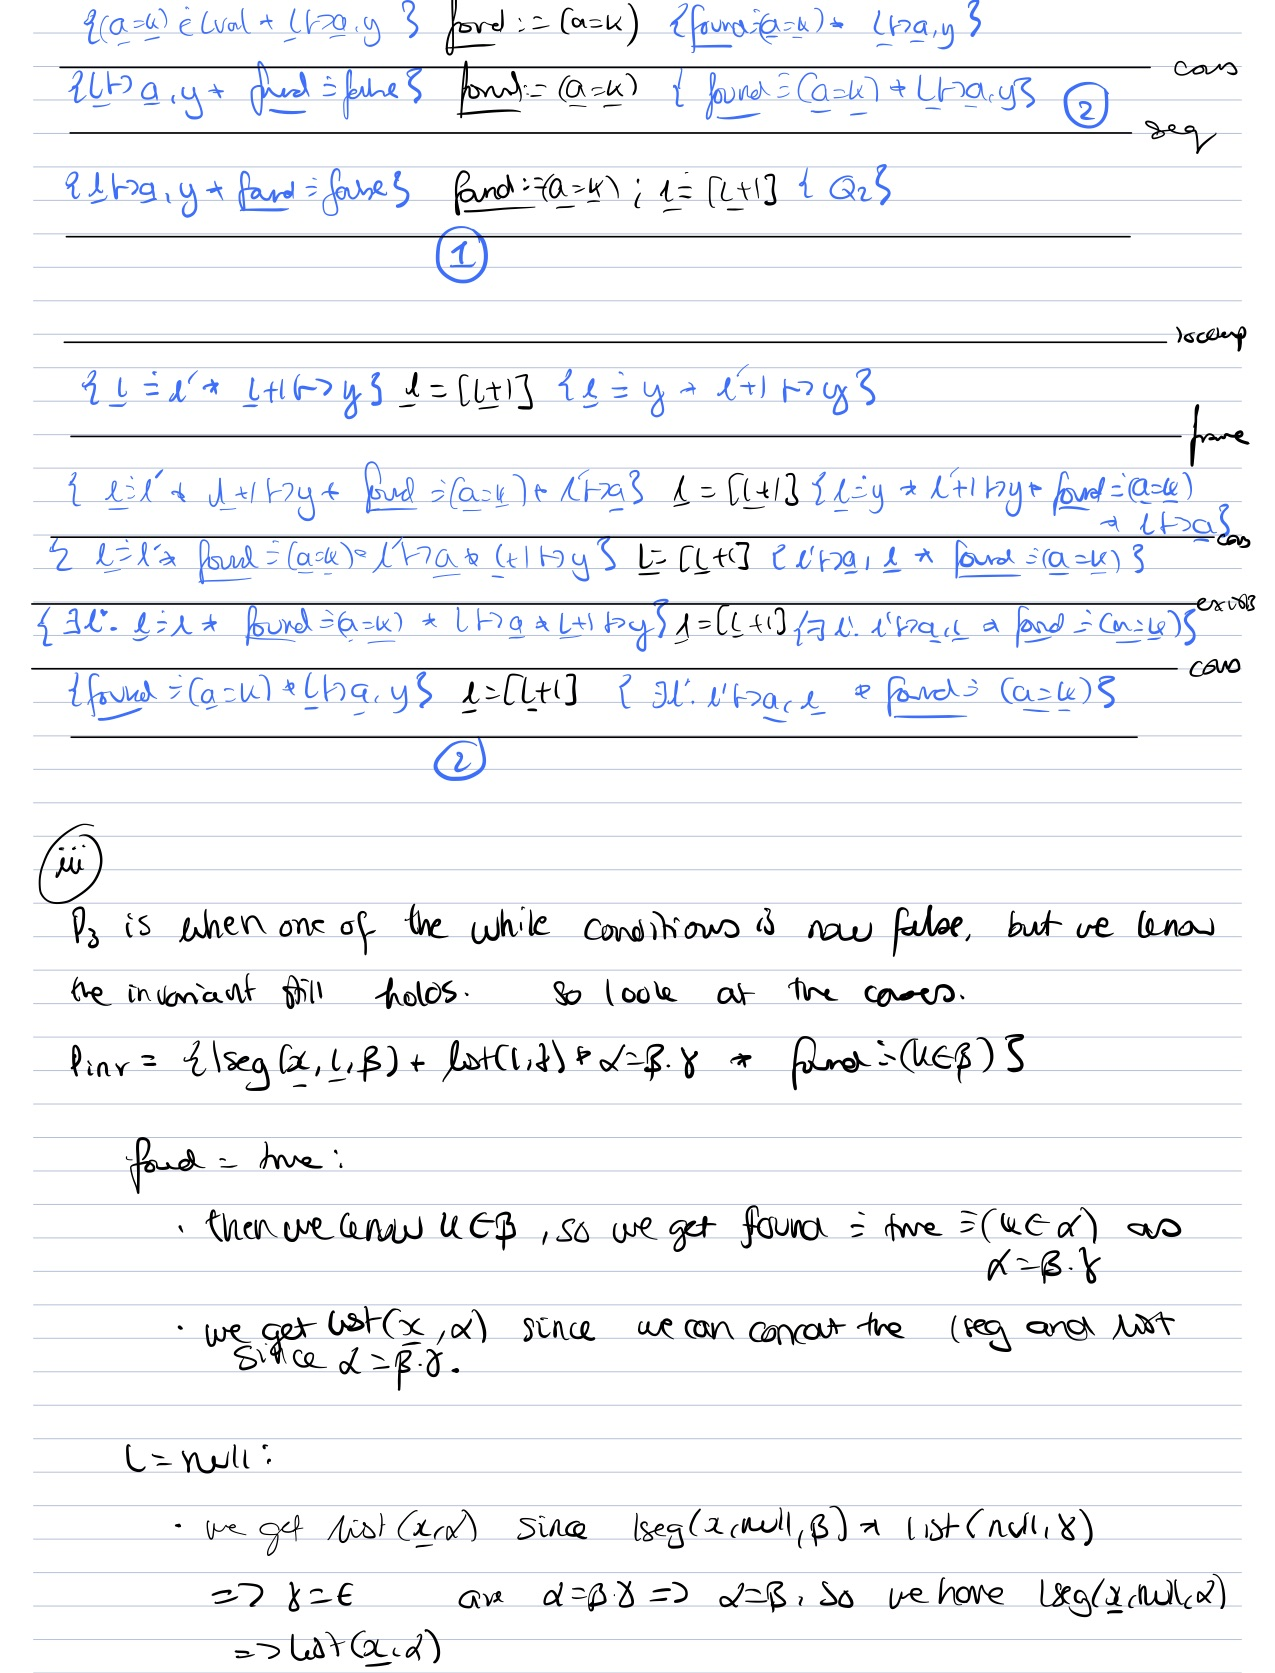 {(a=k) ∈ Lval * l↦a,y} found := (a=k) {found ≐ (a=k) * l↦a,y}
cons
{l↦a,y * found ≐ false} found := (a=k) {found ≐ (a=k) * l↦a,y} ②
seq
{l↦a,y * found ≐ false} found := (a=k) ; l = [l+1] {Q2}
①
lookup
{l ≐ l' * l+1↦y} l = [l+1] {l ≐ y * l'+1↦y}
frame
{l ≐ l' * l+1↦y * found ≐ (a=k) * l'↦a} l = [l+1] {l ≐ y * l'+1↦y * found ≐ (a=k)
* l'↦a}
cons
{l ≐ l' * found ≐ (a=k) * l'↦a * l+1↦y} l = [l+1] {l'↦a, l * found ≐ (a=k)}
exists
{∃l'. l ≐ l * found ≐ (a=k) * l↦a * l+1↦y} l = [l+1] {∃l'. l'↦a,l * found ≐ (a=k)}
cons
{found ≐ (a=k) * l↦a,y} l = [l+1] {∃l'. l'↦a,l * found ≐ (a=k)}
②
iii
P3 is when one of the while conditions is now false, but we know
the invariant still holds. So look at the cases.
Pinv = {lseg(x,l,β) * list(l,γ) * α=β.γ * found ≐ (k∈β)}
found = true:
· then we know k∈β, so we get found ≐ true ≐ (k∈α) as
α=β.γ
· we get list(x,α) since we can concat the lseg and list
since α=β.γ.
l = null:
· we get list(x,α) since lseg(x,null,β) * list(null,γ)
=> γ=ϵ α=β.γ => α=β, so we have lseg(x,null,α)
=> list(x,α)